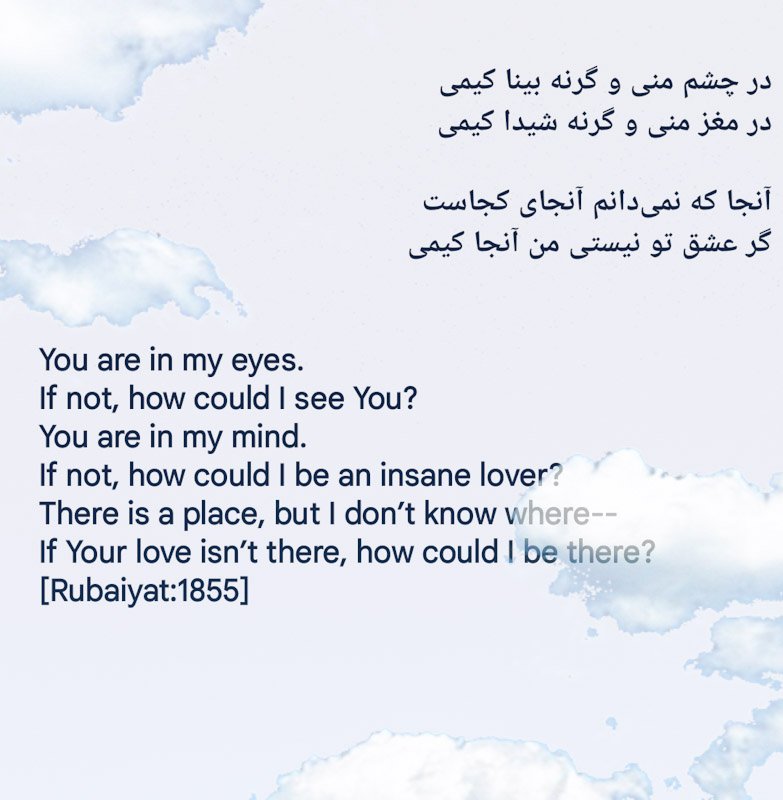 در چشم منی و گرنه بینا کیمی
در مغز منی و گرنه شیدا کیمی
آنجا که نمی‌دانم آنجای کجاست
گر عشق تو نیستی من آنجا کیمی
You are in my eyes.
If not, how could I see You?
You are in my mind.
If not, how could I be an insane lover?
There is a place, but I don’t know where--
If Your love isn’t there, how could I be there?
[Rubaiyat:1855]